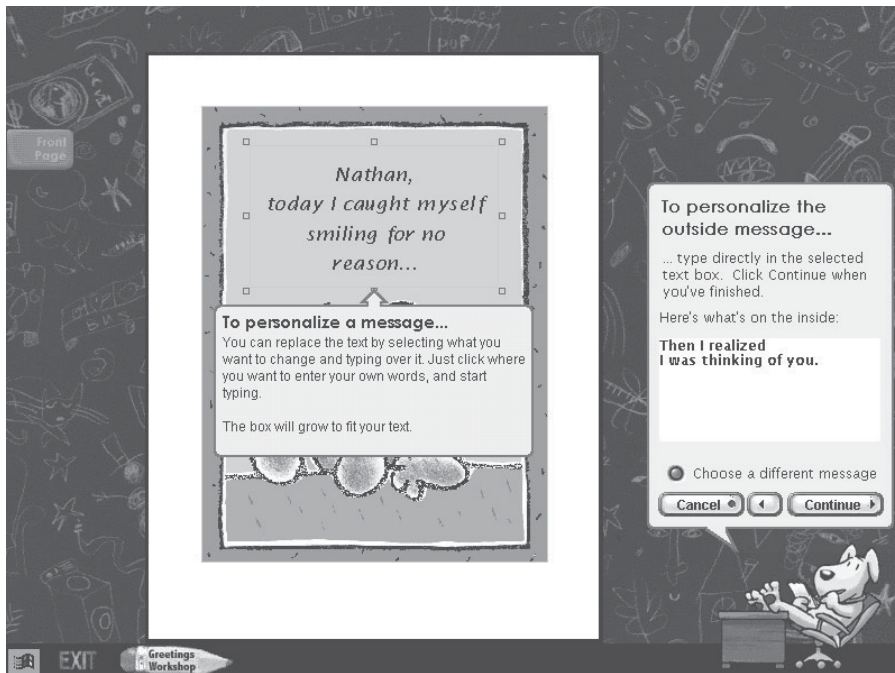 Front
Page
PUP
BUS
Nathan,
today I caught myself
smiling for no
reason...
To personalize a message...
You can replace the text by selecting what you
want to change and typing over it. Just click where
you want to enter your own words, and start
typing.
The box will grow to fit your text.
To personalize the
outside message...
... type directly in the selected
text box. Click Continue when
you've finished.
Here's what's on the inside:
Then I realized
I was thinking of you.
Choose a different message
Cancel
Continue
EXIT
Greetings
Workshop